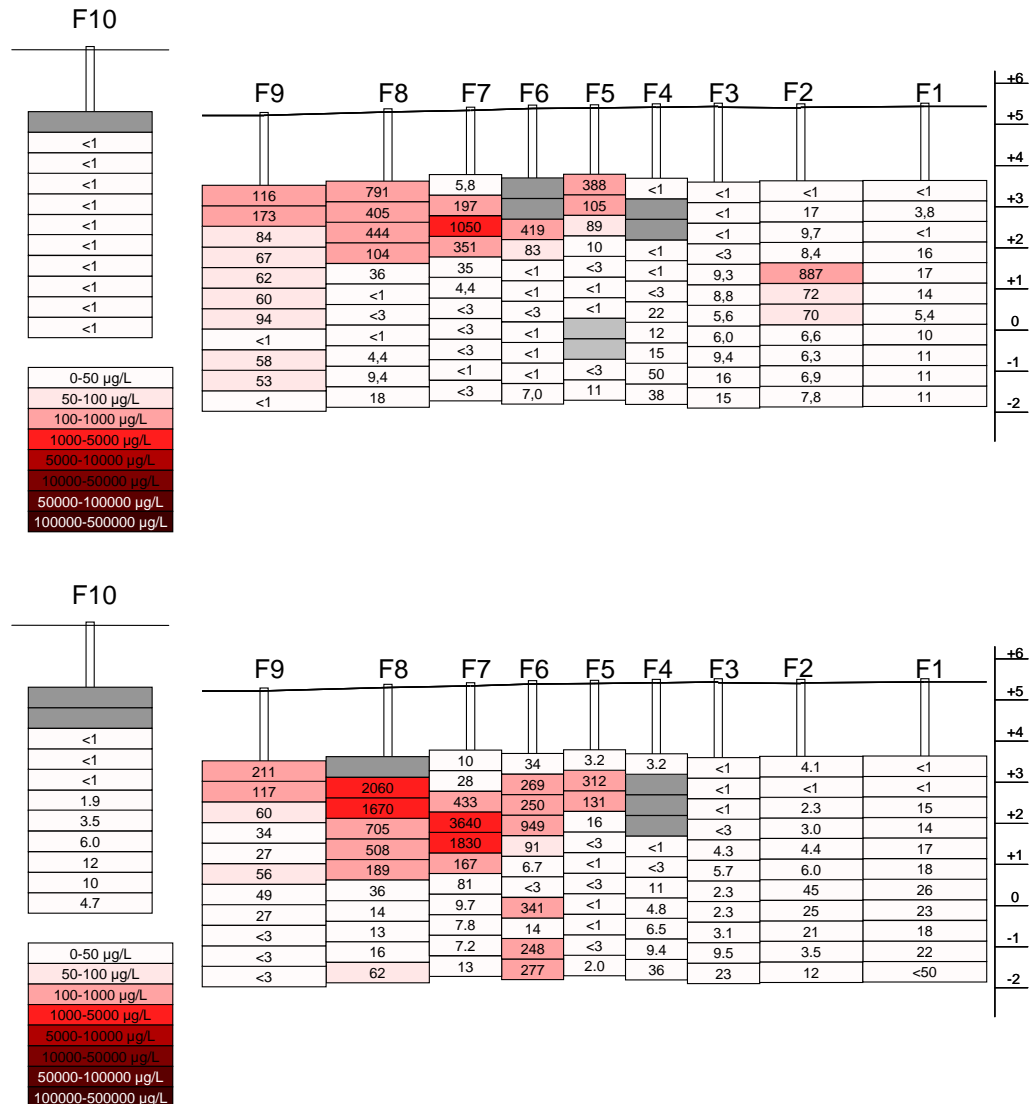 F10
<1
<1
<1
<1
<1
<1
<1
<1
<1
<1
F9 F8 F7 F6 F5 F4 F3 F2 F1
116 791 5,8 388 <1 <1 <1 <1
173 405 197 105 <1 17 3,8
84 444 1050 419 89 <1 9,7 <1
67 104 351 83 10 <1 <3 8,4 16
62 36 35 <1 <3 <1 9,3 887 17
60 <1 4,4 <1 <1 <3 8,8 72 14
94 <3 <3 <3 <1 22 5,6 70 5,4
<1 <1 <3 <1 12 6,0 6,6 10
58 4,4 <3 <1 15 9,4 6,3 11
53 9,4 <1 <1 <3 50 16 6,9 11
<1 18 <3 7,0 11 38 15 7,8 11
+6
+5
+4
+3
+2
+1
0
-1
-2
0-50 µg/L
50-100 µg/L
100-1000 µg/L
1000-5000 µg/L
5000-10000 µg/L
10000-50000 µg/L
50000-100000 µg/L
100000-500000 µg/L
F10
<1
<1
<1
1.9
3.5
6.0
12
10
4.7
F9 F8 F7 F6 F5 F4 F3 F2 F1
211 10 34 3.2 3.2 <1 4.1 <1
117 2060 28 269 312 <1 <1 <1
60 1670 433 250 131 <1 2.3 15
34 705 3640 949 16 <3 3.0 14
27 508 1830 91 <3 <1 4.3 4.4 17
56 189 167 6.7 <1 <3 5.7 6.0 18
49 36 81 <3 <3 11 2.3 45 26
27 14 9.7 341 <1 4.8 2.3 25 23
<3 13 7.8 14 <1 6.5 3.1 21 18
<3 16 7.2 248 <3 9.4 9.5 3.5 22
<3 62 13 277 2.0 36 23 12 <50
+6
+5
+4
+3
+2
+1
0
-1
-2
0-50 µg/L
50-100 µg/L
100-1000 µg/L
1000-5000 µg/L
5000-10000 µg/L
10000-50000 µg/L
50000-100000 µg/L
100000-500000 µg/L